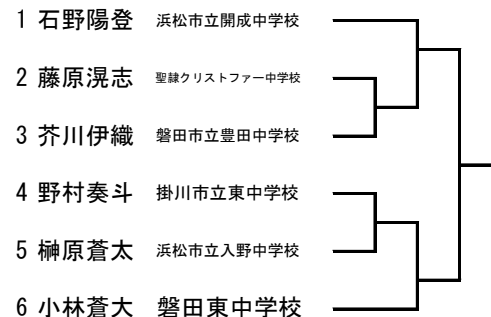 1 石野陽登 浜松市立開成中学校
2 藤原滉志 聖隷クリストファー中学校
3 芥川伊織 磐田市立豊田中学校
4 野村奏斗 掛川市立東中学校
5 榊原蒼太 浜松市立入野中学校
6 小林蒼大 磐田東中学校